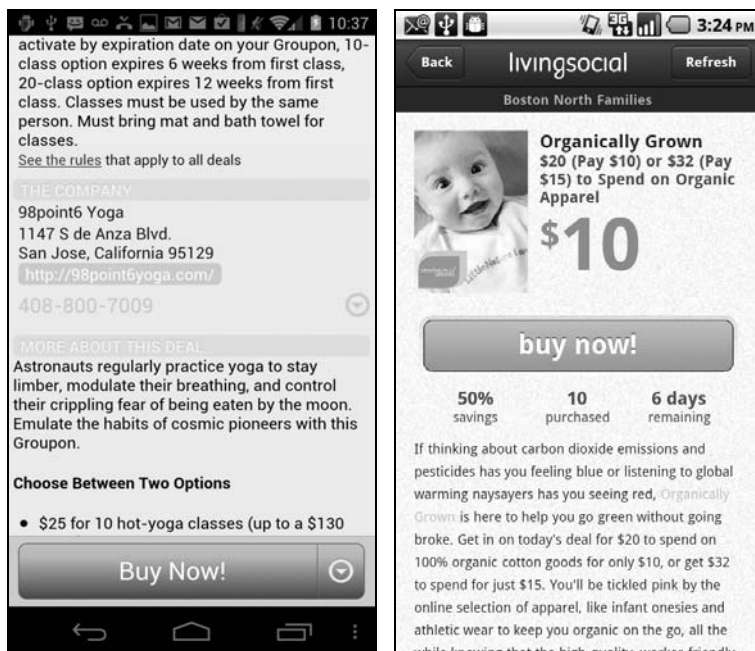 10:37
activate by expiration date on your Groupon, 10-
class option expires 6 weeks from first class,
20-class option expires 12 weeks from first
class. Classes must be used by the same
person. Must bring mat and bath towel for
classes.
See the rules that apply to all deals
THE COMPANY
98point6 Yoga
1147 S de Anza Blvd.
San Jose, California 95129
http://98point6yoga.com/
408-800-7009
MORE ABOUT THIS DEAL
Astronauts regularly practice yoga to stay
limber, modulate their breathing, and control
their crippling fear of being eaten by the moon.
Emulate the habits of cosmic pioneers with this
Groupon.
Choose Between Two Options
• $25 for 10 hot-yoga classes (up to a $130
Buy Now!
3G 3:24 PM
Back livingsocial Refresh
Boston North Families
Organically Grown
$20 (Pay $10) or $32 (Pay
$15) to Spend on Organic
Apparel
$10
buy now!
50% 10 6 days
savings purchased remaining
If thinking about carbon dioxide emissions and
pesticides has you feeling blue or listening to global
warming naysayers has you seeing red, Organically
Grown is here to help you go green without going
broke. Get in on today's deal for $20 to spend on
100% organic cotton goods for only $10, or get $32
to spend for just $15. You'll be tickled pink by the
online selection of apparel, like infant onesies and
athletic wear to keep you organic on the go, all the
while knowing that the high-quality, worker-friendly